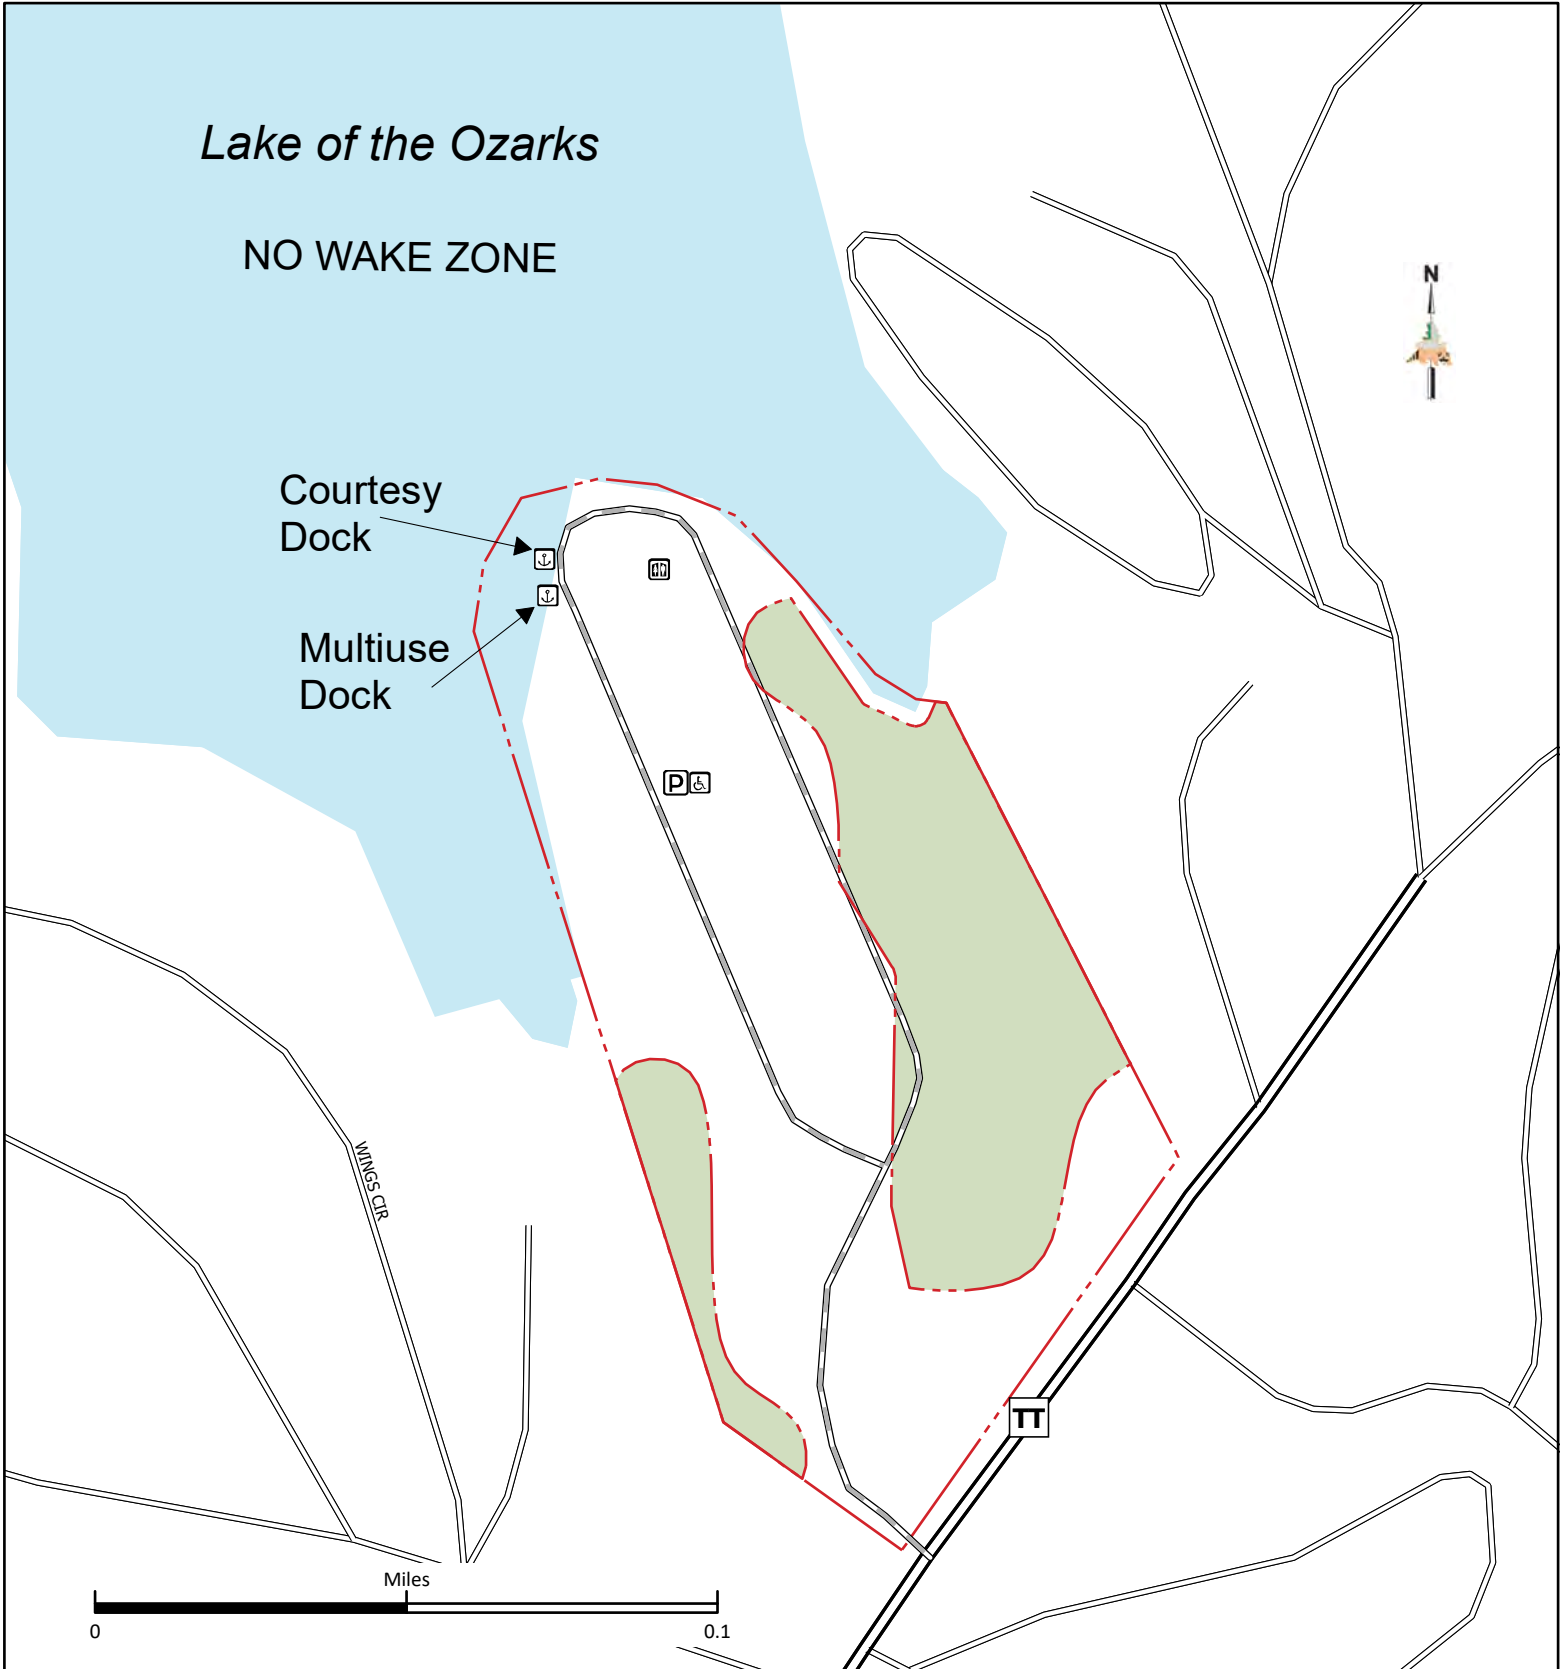 Lake of the Ozarks
NO WAKE ZONE
N
Courtesy
Dock
Multiuse
Dock
P
WINGS CIR
TT
Miles
0
0.1